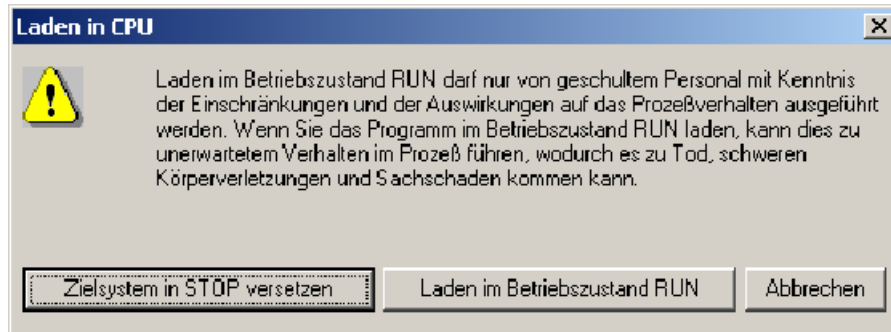 Laden in CPU
Laden im Betriebszustand RUN darf nur von geschultem Personal mit Kenntnis
der Einschränkungen und der Auswirkungen auf das Prozeßverhalten ausgeführt
werden. Wenn Sie das Programm im Betriebszustand RUN laden, kann dies zu
unerwartetem Verhalten im Prozeß führen, wodurch es zu Tod, schweren
Körperverletzungen und Sachschaden kommen kann.
Zielsystem in STOP versetzen
Laden im Betriebszustand RUN
Abbrechen